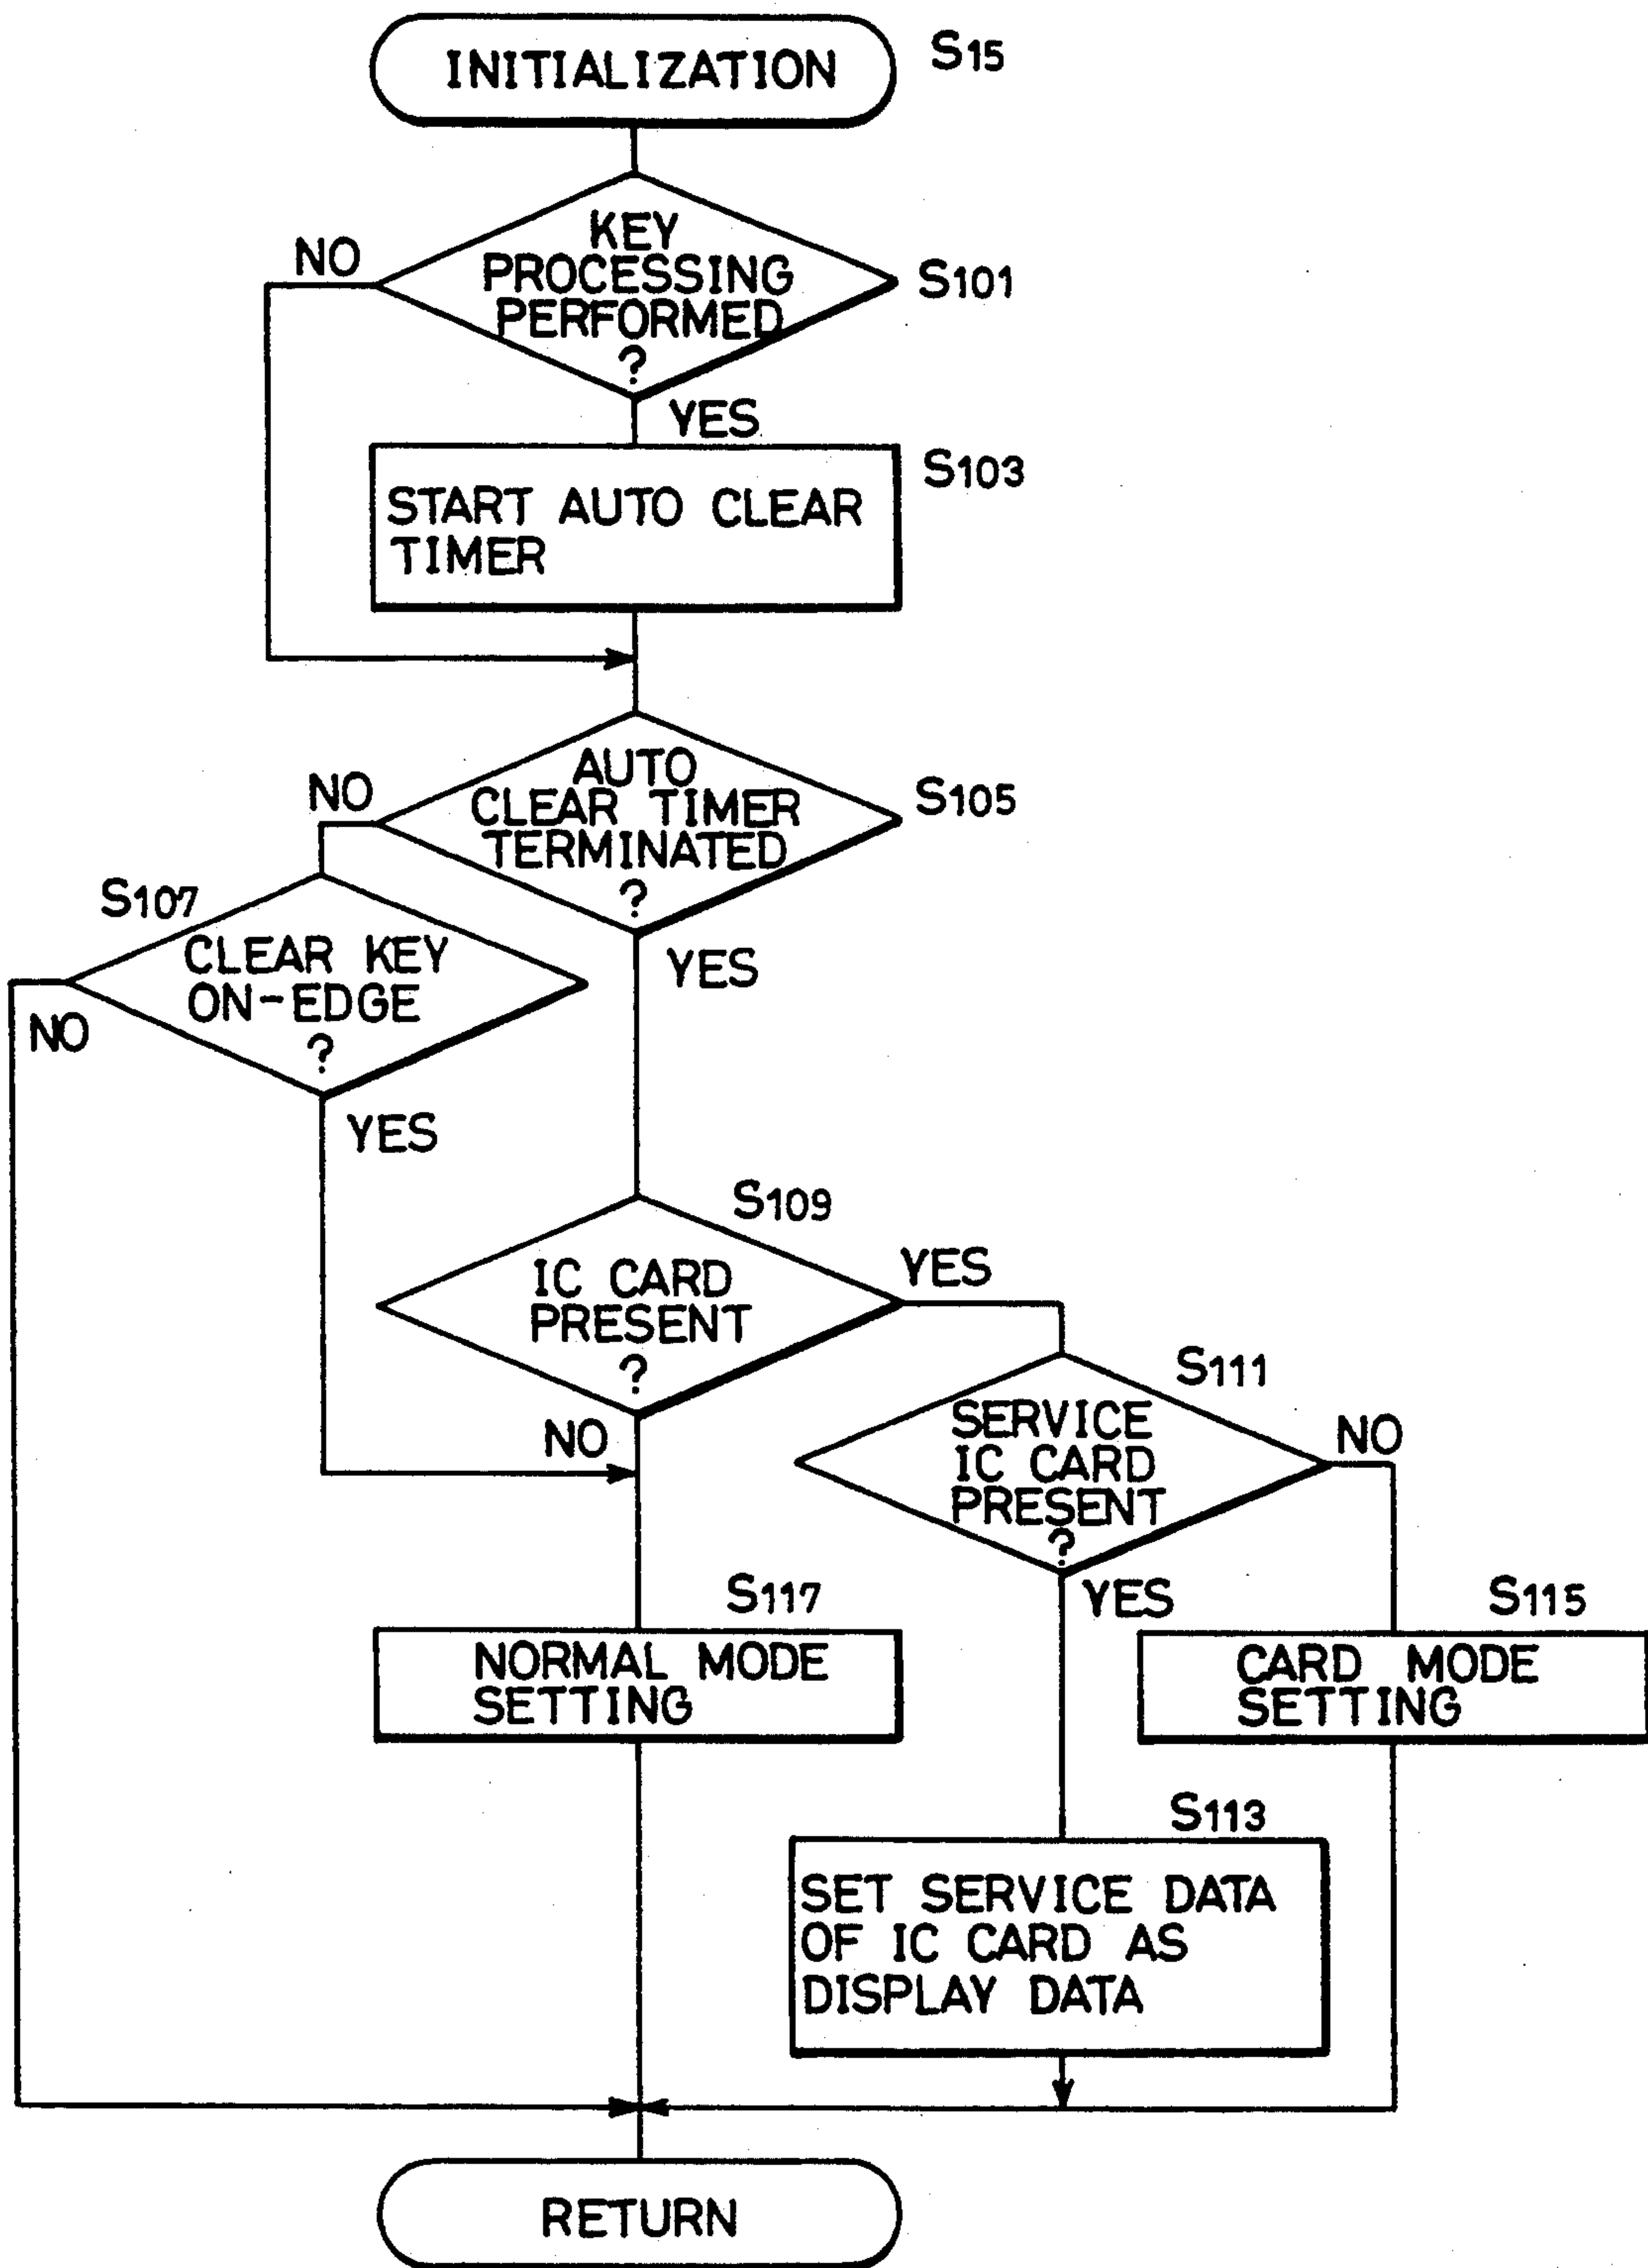 INITIALIZATION
S15
KEY
PROCESSING
PERFORMED
?
S101
NO
YES
START AUTO CLEAR
TIMER
S103
AUTO
CLEAR TIMER
TERMINATED
?
S105
NO
YES
S107
CLEAR KEY
ON-EDGE
?
NO
YES
S109
IC CARD
PRESENT
?
YES
NO
S111
SERVICE
IC CARD
PRESENT
?
NO
YES
S117
NORMAL MODE
SETTING
S115
CARD MODE
SETTING
S113
SET SERVICE DATA
OF IC CARD AS
DISPLAY DATA
RETURN